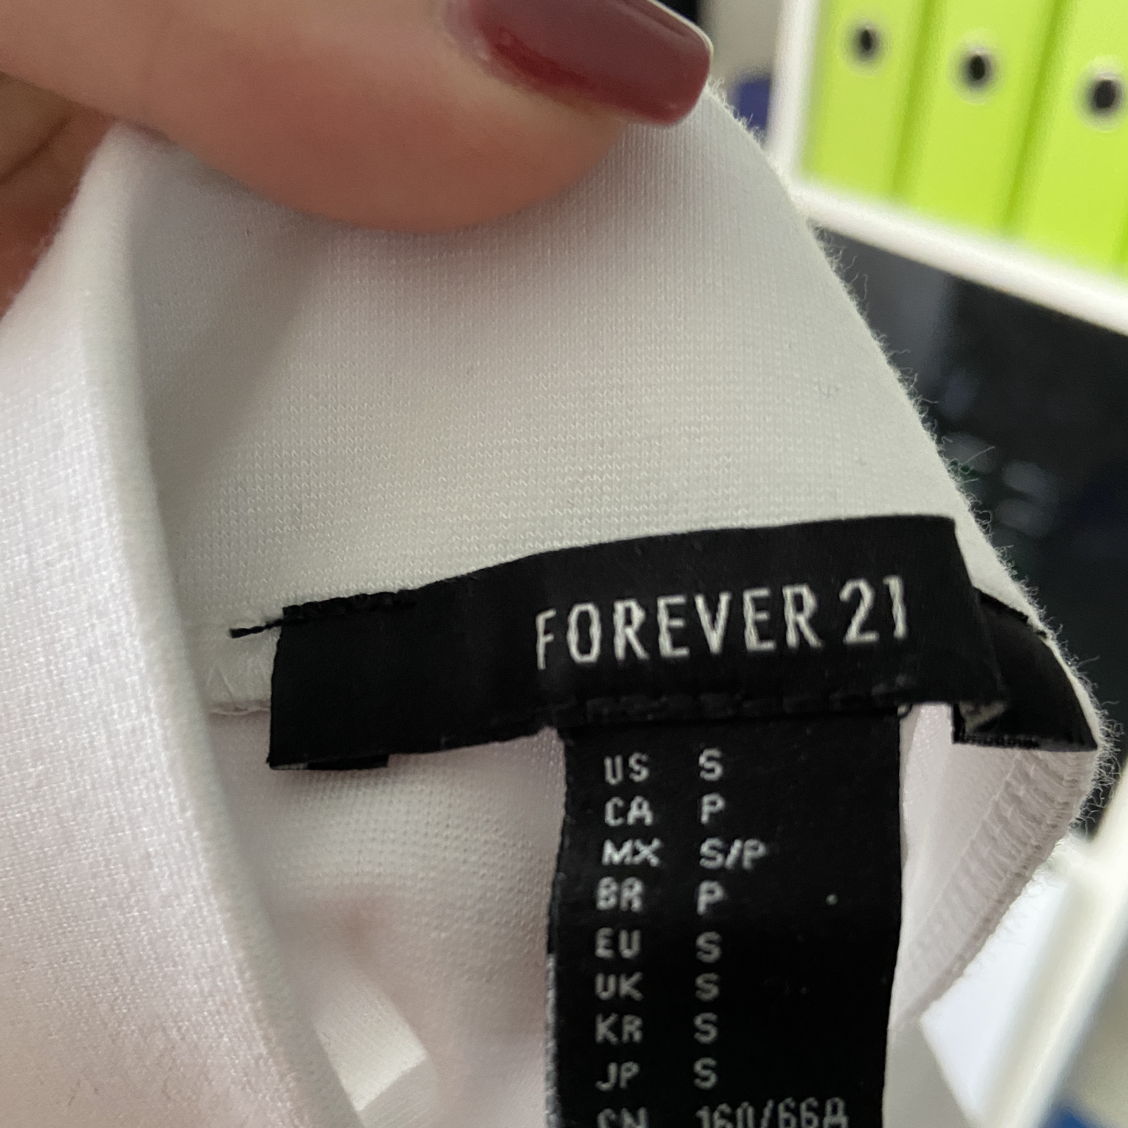 FOREVER 21
US S
CA P
MX S/P
BR P
EU S
UK S
KR S
JP S
CN 160/66A